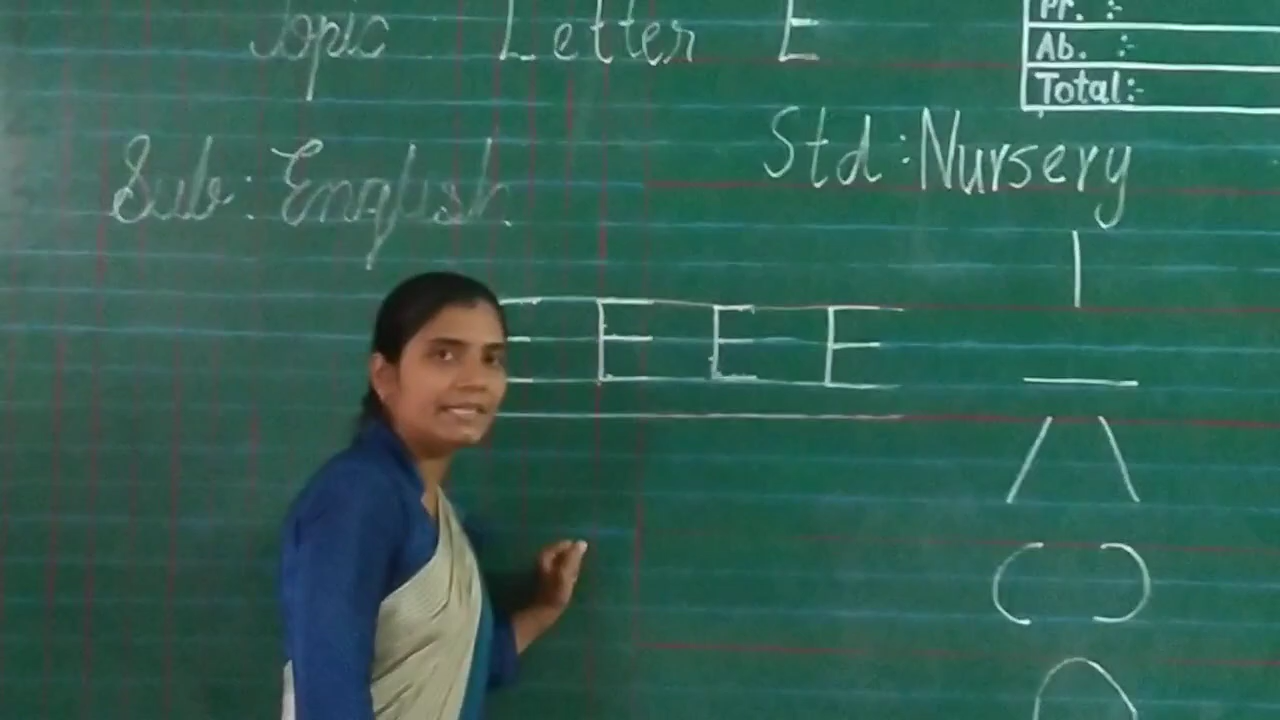 Topic Letter E
Pr. :-
Ab. :-
Total:-
Sub: English
Std: Nursery
E E E E